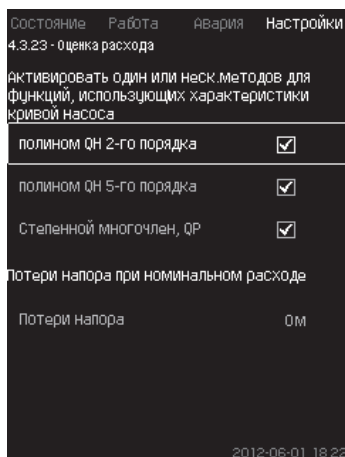 Состояние Работа Авария Настройки
4.3.23 - Оценка расхода
Активировать один или неск.методов для
функций, использующих характеристики
кривой насоса
полином QH 2-го порядка
полином QH 5-го порядка
Степенной многочлен, QP
Потери напора при номинальном расходе
Потери напора 0м
2012-06-01 18:22